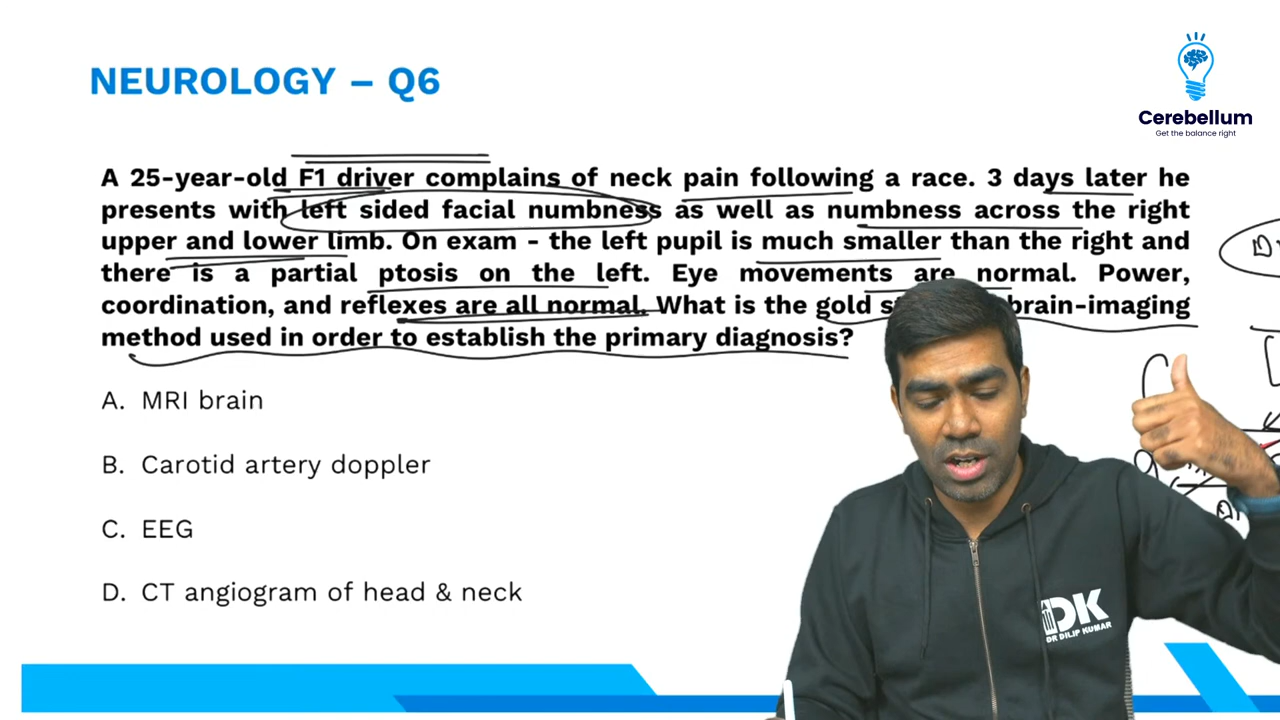 NEUROLOGY – Q6
Cerebellum
Get the balance right
A 25-year-old F1 driver complains of neck pain following a race. 3 days later he
presents with left sided facial numbness as well as numbness across the right
upper and lower limb. On exam - the left pupil is much smaller than the right and
there is a partial ptosis on the left. Eye movements are normal. Power,
coordination, and reflexes are all normal. What is the gold brain-imaging
method used in order to establish the primary diagnosis?
A. MRI brain
B. Carotid artery doppler
C. EEG
D. CT angiogram of head & neck
DK
DR DILIP KUMAR